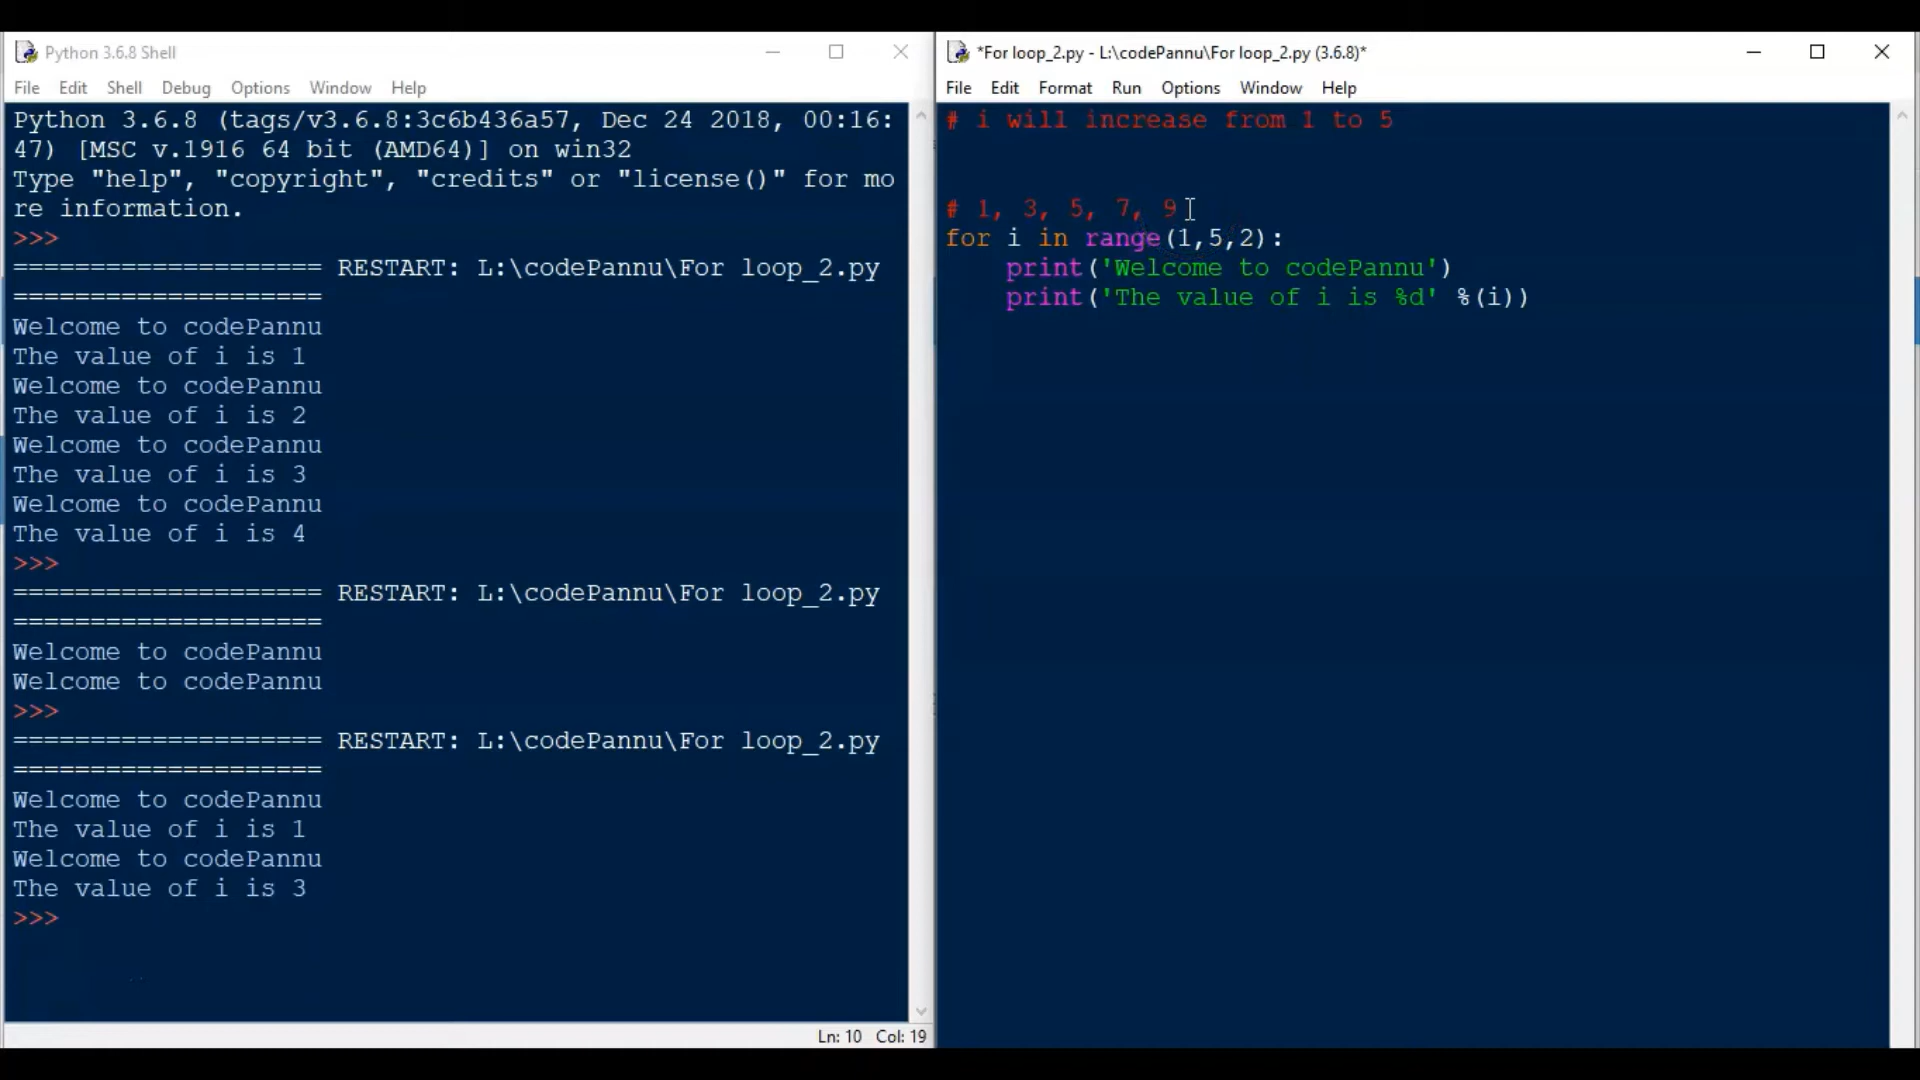 Python 3.6.8 Shell
File Edit Shell Debug Options Window Help
Python 3.6.8 (tags/v3.6.8:3c6b436a57, Dec 24 2018, 00:16:
47) [MSC v.1916 64 bit (AMD64)] on win32
Type "help", "copyright", "credits" or "license()" for mo
re information.
>>>
==================== RESTART: L:\codePannu\For loop_2.py
====================
Welcome to codePannu
The value of i is 1
Welcome to codePannu
The value of i is 2
Welcome to codePannu
The value of i is 3
Welcome to codePannu
The value of i is 4
>>>
==================== RESTART: L:\codePannu\For loop_2.py
====================
Welcome to codePannu
Welcome to codePannu
>>>
==================== RESTART: L:\codePannu\For loop_2.py
====================
Welcome to codePannu
The value of i is 1
Welcome to codePannu
The value of i is 3
>>>
Ln: 10 Col: 19
*For loop_2.py - L:\codePannu\For loop_2.py (3.6.8)*
File Edit Format Run Options Window Help
# i will increase from 1 to 5
# 1, 3, 5, 7, 9
for i in range(1,5,2):
    print('Welcome to codePannu')
    print('The value of i is %d' %(i))